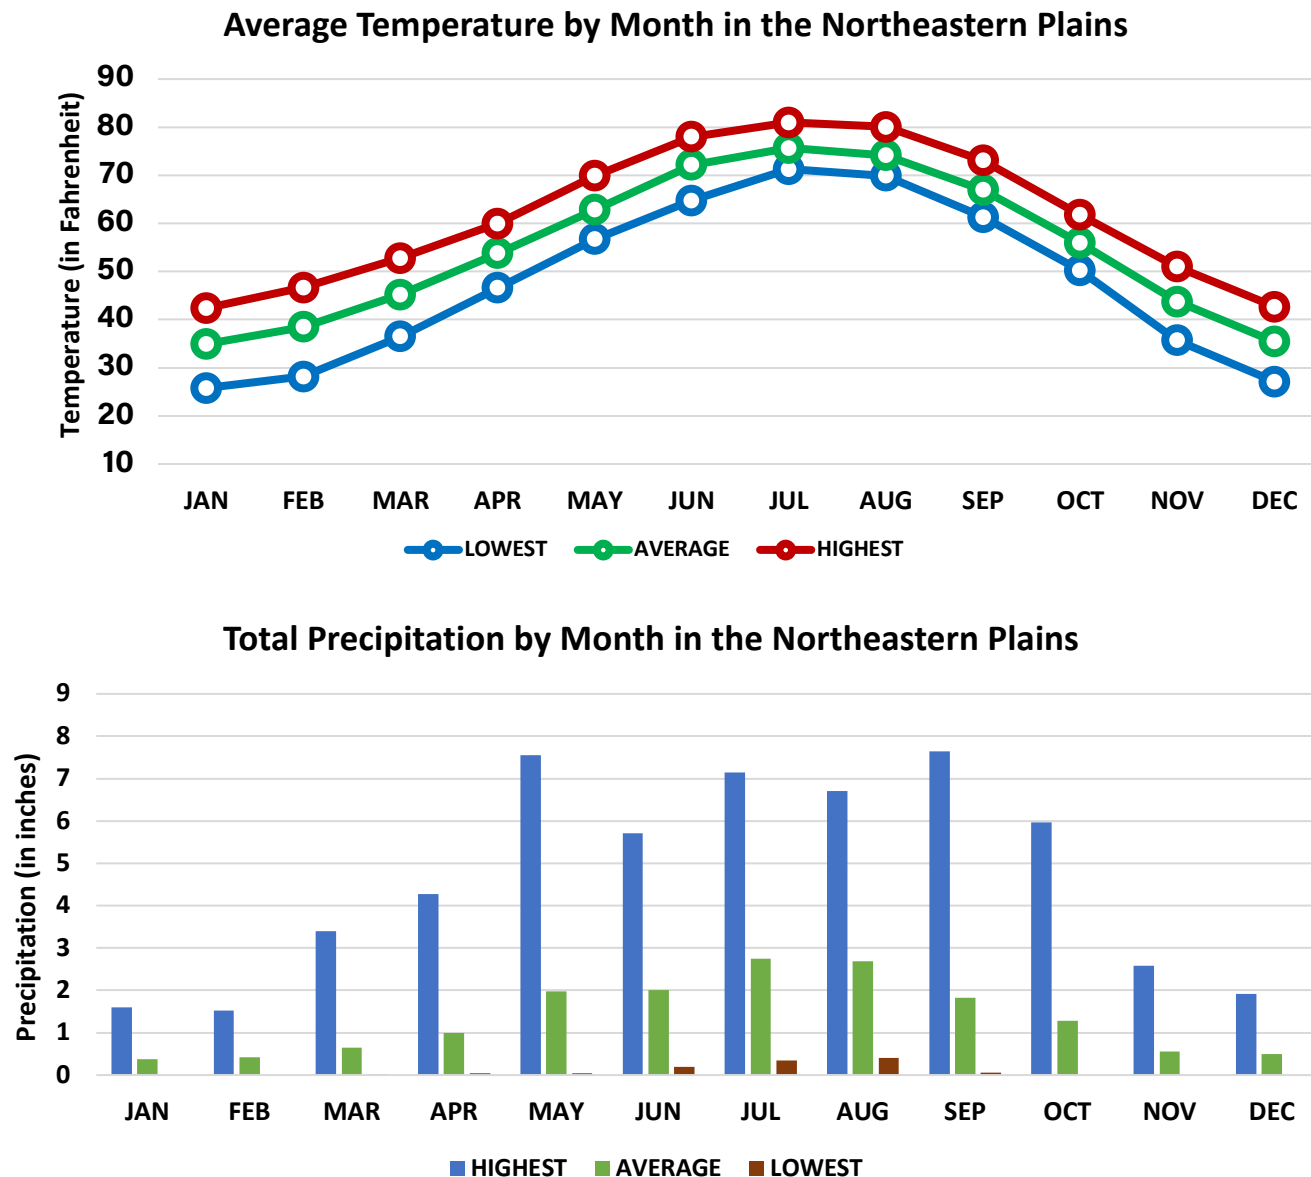 Average Temperature by Month in the Northeastern Plains
Temperature (in Fahrenheit)
90
80
70
60
50
40
30
20
10
JAN FEB MAR APR MAY JUN JUL AUG SEP OCT NOV DEC
LOWEST AVERAGE HIGHEST
Total Precipitation by Month in the Northeastern Plains
Precipitation (in inches)
9
8
7
6
5
4
3
2
1
0
JAN FEB MAR APR MAY JUN JUL AUG SEP OCT NOV DEC
HIGHEST AVERAGE LOWEST